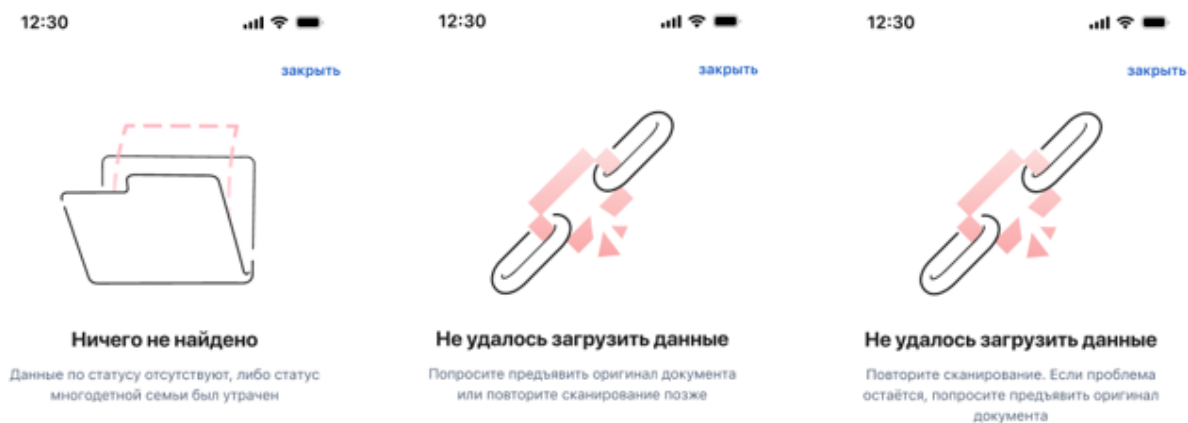 12:30
закрыть
Ничего не найдено
Данные по статусу отсутствуют, либо статус
многодетной семьи был утрачен
12:30
закрыть
Не удалось загрузить данные
Попросите предъявить оригинал документа
или повторите сканирование позже
12:30
закрыть
Не удалось загрузить данные
Повторите сканирование. Если проблема
остаётся, попросите предъявить оригинал
документа